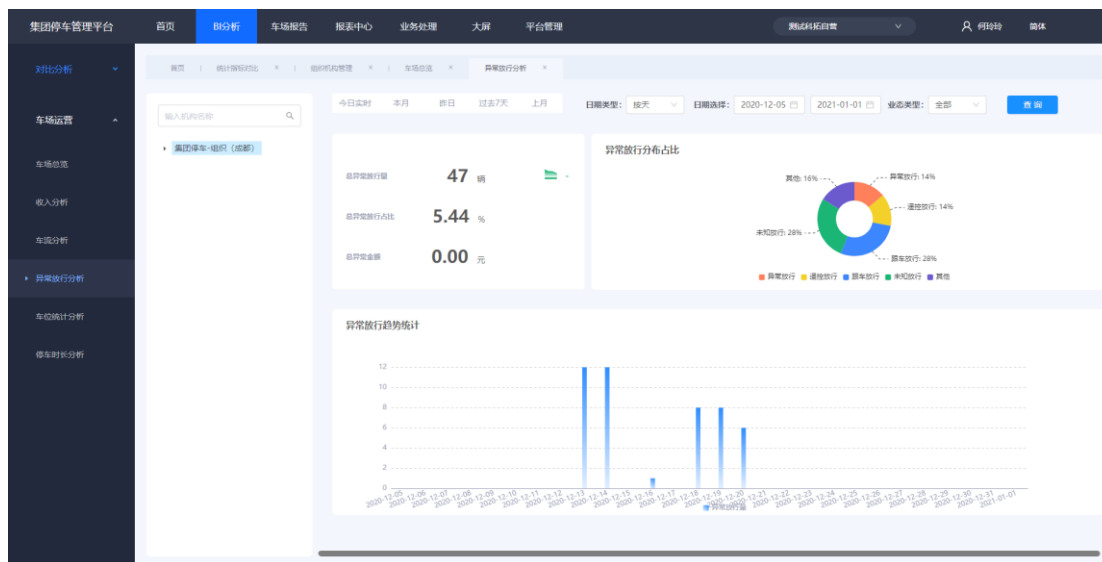 集团停车管理平台 首页 BI分析 车场报告 报表中心 业务处理 大屏 平台管理 测试科拓自营 何玲玲 简体
对比分析
首页 统计指标对比 × 组织机构管理 × 车场总览 × 异常放行分析 ×
车场运营
车场总览
收入分析
车流分析
异常放行分析
车位统计分析
停车时长分析
输入机构名称
集团停车-组织（成都）
今日实时 本月 昨日 过去7天 上月 日期类型: 按天 日期选择: 2020-12-05 2021-01-01 业态类型: 全部 查询
总异常放行量 47 辆 -
总异常放行占比 5.44 %
总异常金额 0.00 元
异常放行分布占比
其他: 16%
异常放行: 14%
遥控放行: 14%
未知放行: 28%
跟车放行: 28%
异常放行 遥控放行 跟车放行 未知放行 其他
异常放行趋势统计
12
10
8
6
4
2
0
2020-12-05 2020-12-06 2020-12-07 2020-12-08 2020-12-09 2020-12-10 2020-12-11 2020-12-12 2020-12-13 2020-12-14 2020-12-15 2020-12-16 2020-12-17 2020-12-18 2020-12-19 2020-12-20 2020-12-21 2020-12-22 2020-12-23 2020-12-24 2020-12-25 2020-12-26 2020-12-27 2020-12-28 2020-12-29 2020-12-30 2020-12-31 2021-01-01
异常放行量